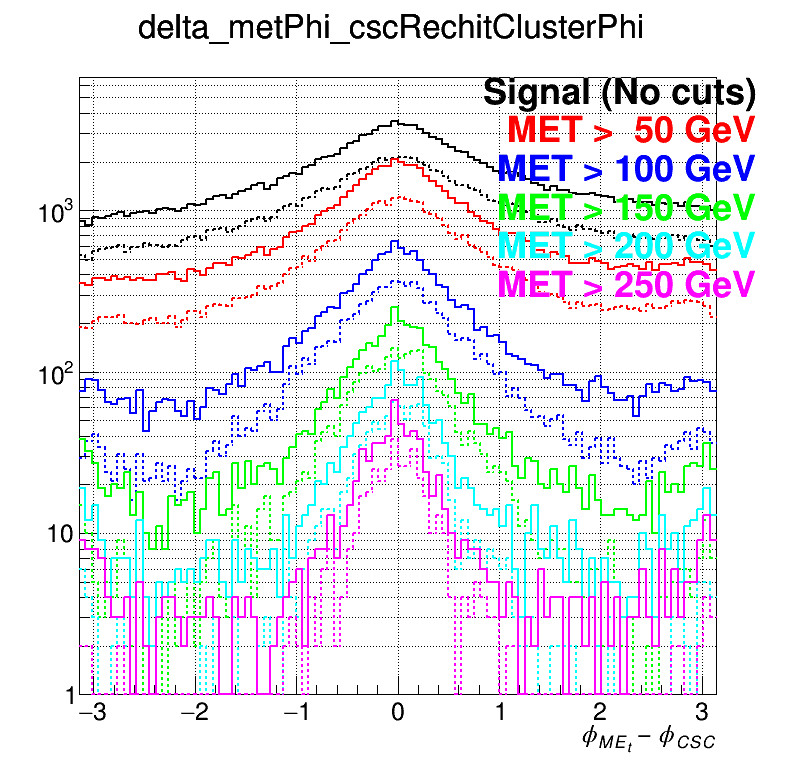 delta_metPhi_cscRechitClusterPhi
Signal (No cuts)
MET > 50 GeV
MET > 100 GeV
MET > 150 GeV
MET > 200 GeV
MET > 250 GeV
10³
10²
10
1
−3 −2 −1 0 1 2 3
ϕ_{ME_t} − ϕ_{CSC}